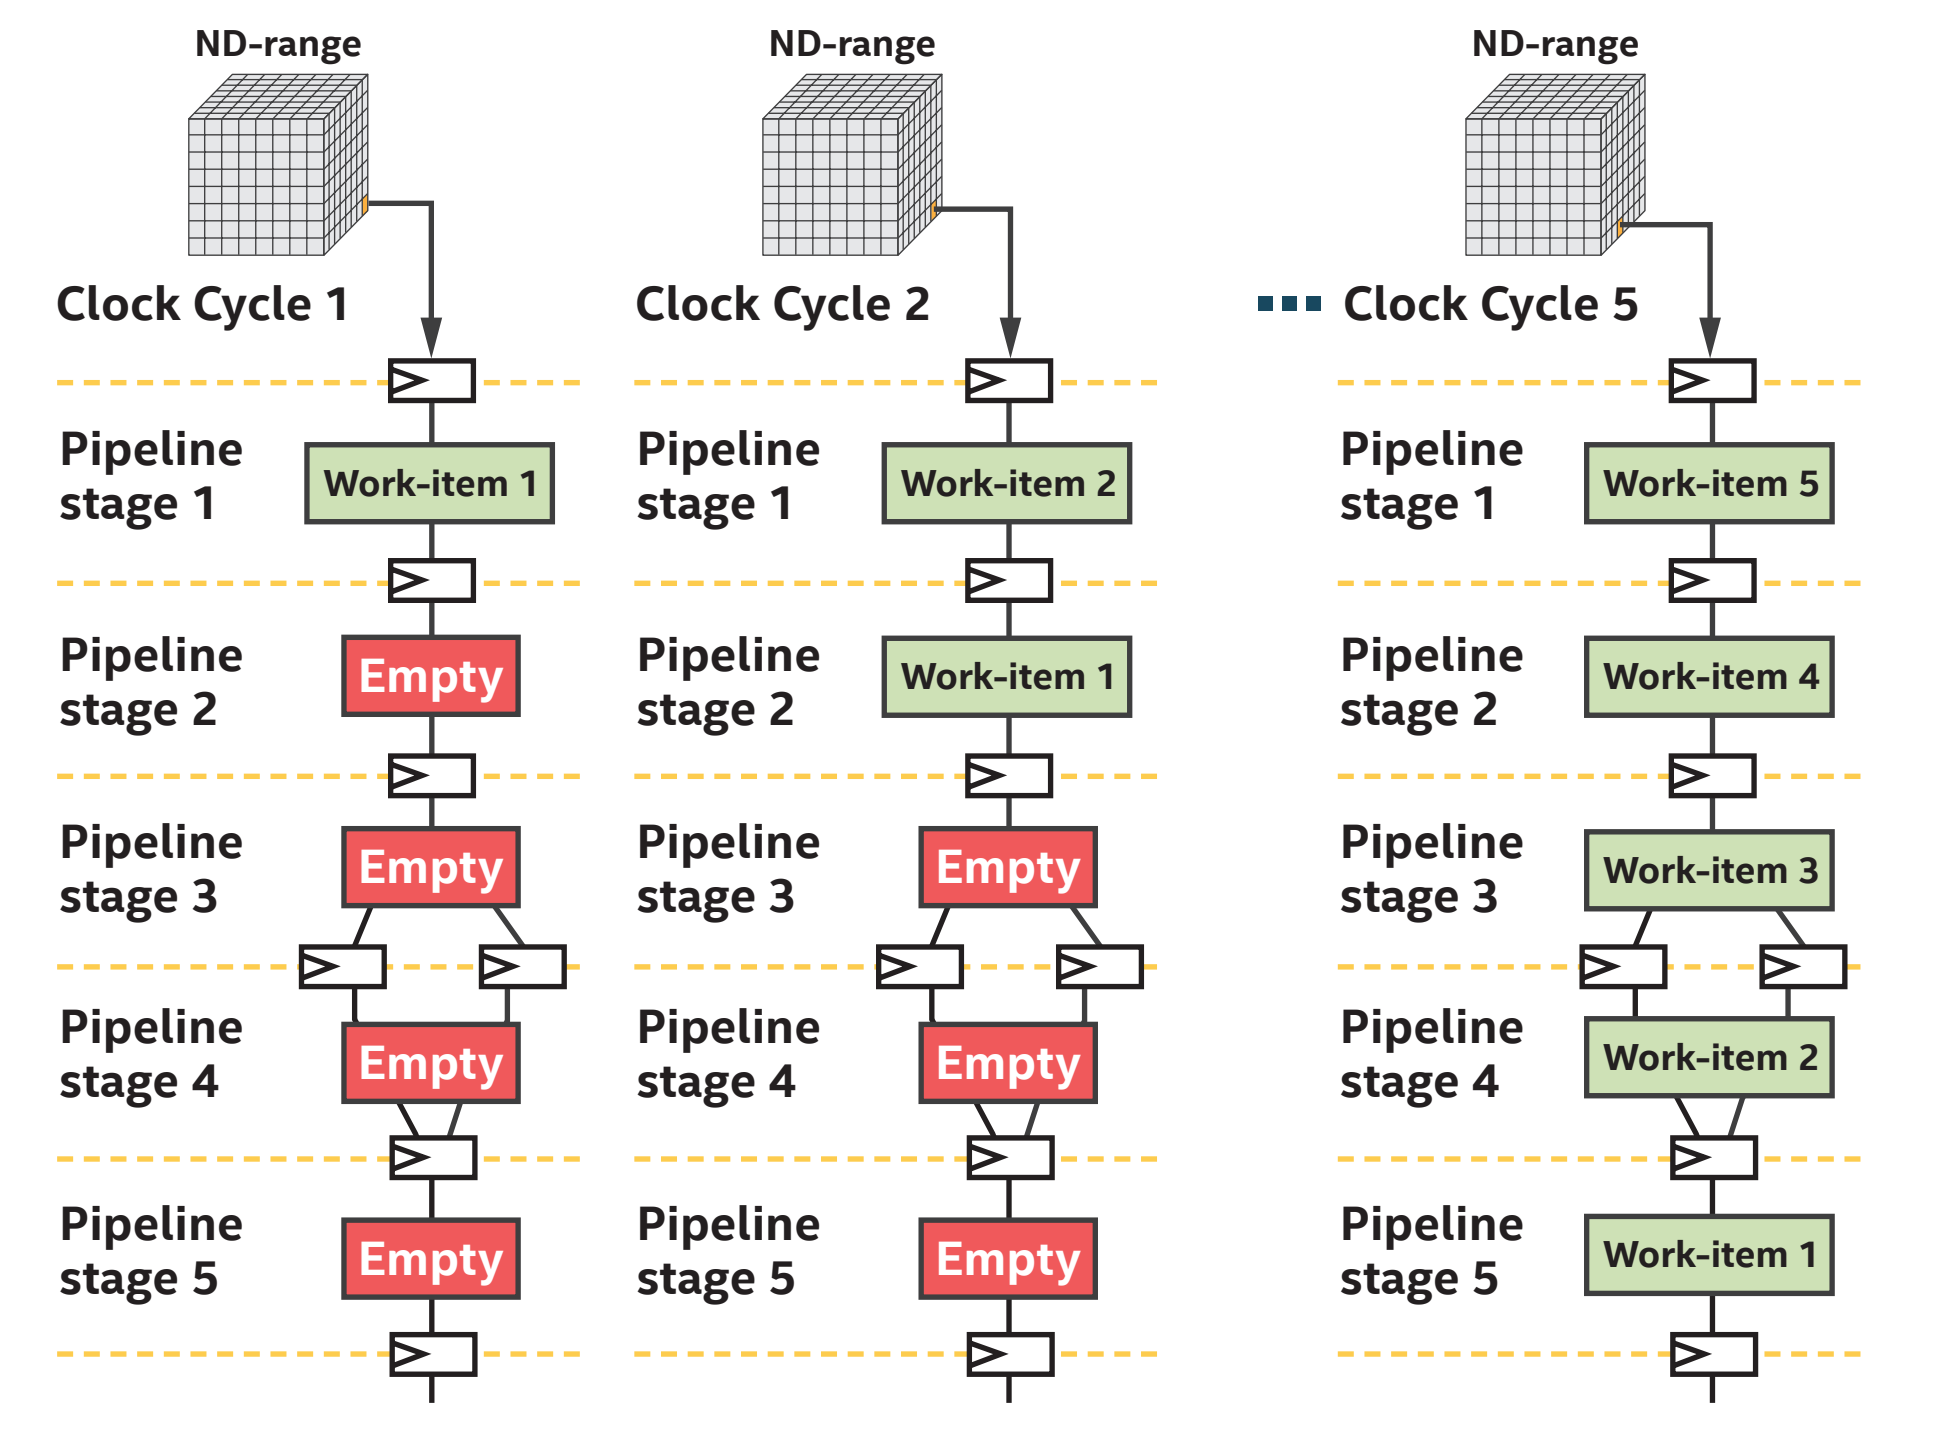 ND-range
Clock Cycle 1
Pipeline
stage 1
Work-item 1
Pipeline
stage 2
Empty
Pipeline
stage 3
Empty
Pipeline
stage 4
Empty
Pipeline
stage 5
Empty
ND-range
Clock Cycle 2
Pipeline
stage 1
Work-item 2
Pipeline
stage 2
Work-item 1
Pipeline
stage 3
Empty
Pipeline
stage 4
Empty
Pipeline
stage 5
Empty
ND-range
Clock Cycle 5
Pipeline
stage 1
Work-item 5
Pipeline
stage 2
Work-item 4
Pipeline
stage 3
Work-item 3
Pipeline
stage 4
Work-item 2
Pipeline
stage 5
Work-item 1